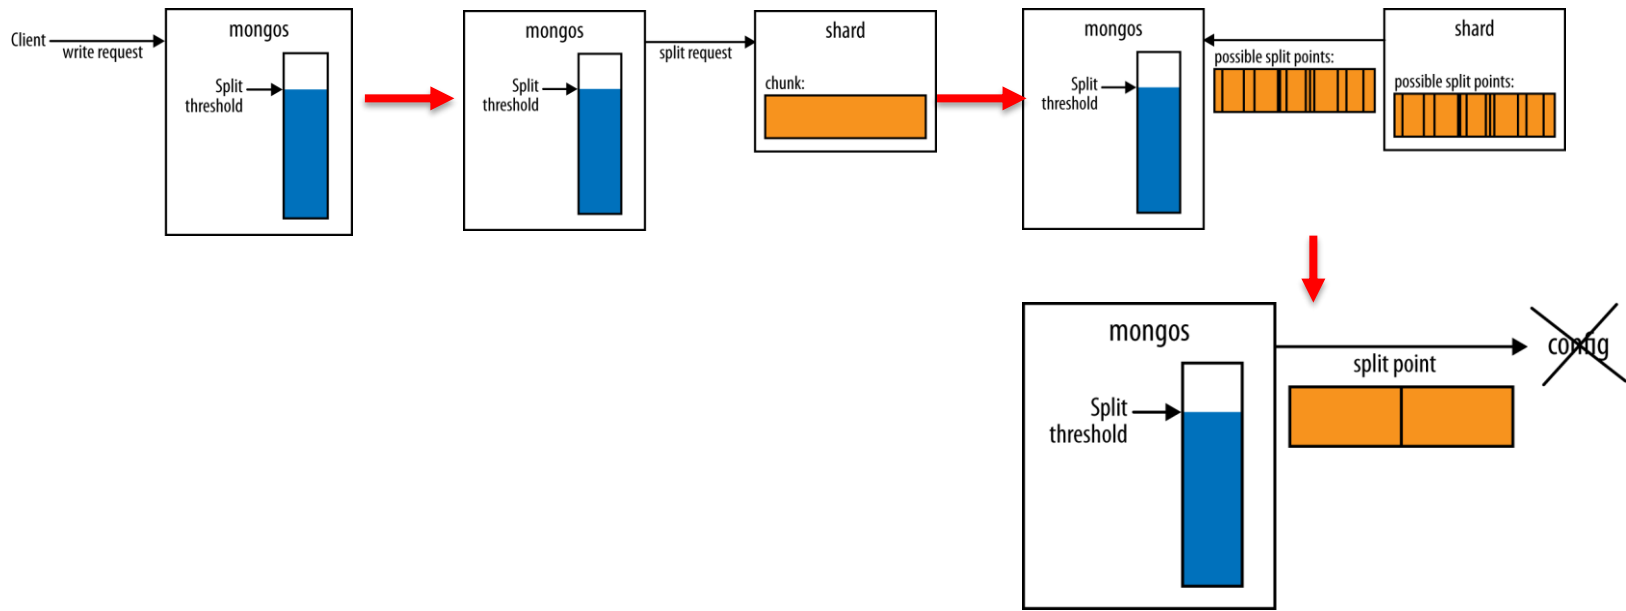 Client
write request
mongos
Split
threshold
mongos
Split
threshold
split request
shard
chunk:
mongos
Split
threshold
possible split points:
shard
possible split points:
mongos
Split
threshold
split point
config